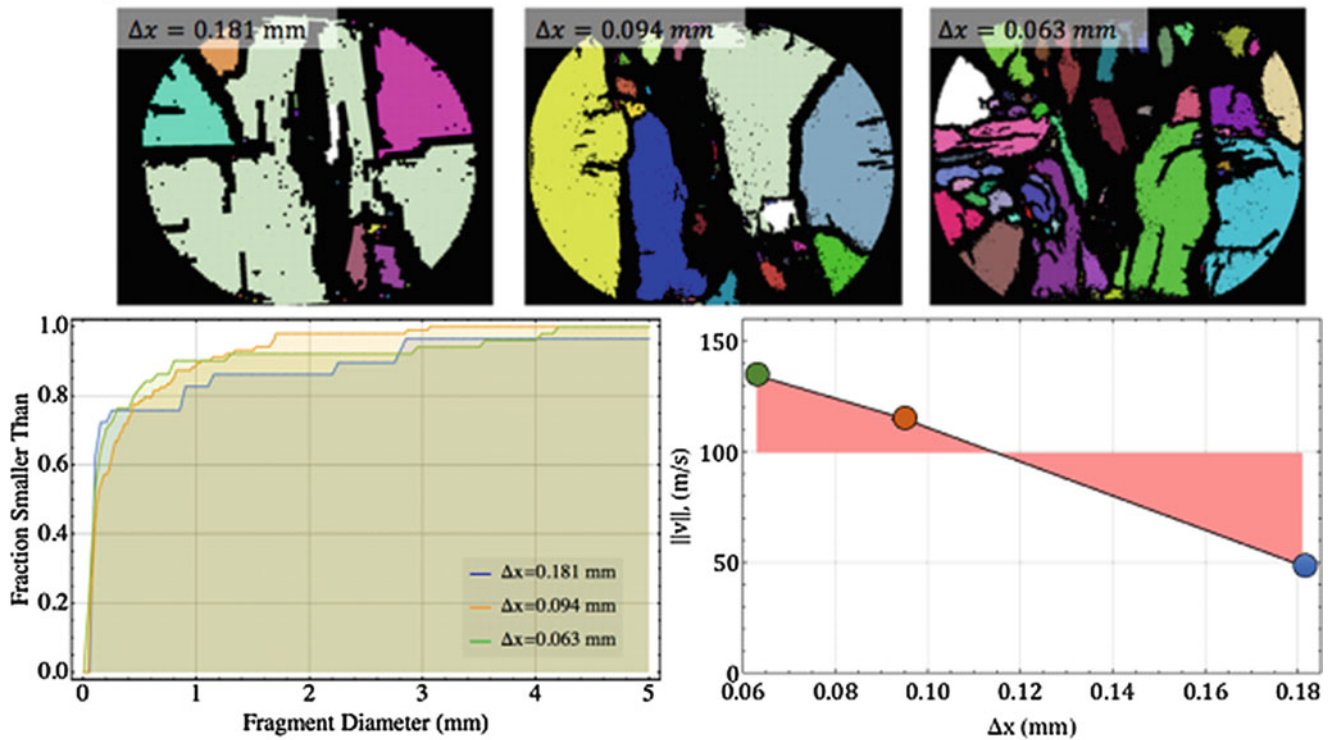 Δx = 0.181 mm
Δx = 0.094 mm
Δx = 0.063 mm
1.0
0.8
0.6
0.4
0.2
0.0
Fraction Smaller Than
Δx=0.181 mm
Δx=0.094 mm
Δx=0.063 mm
0
1
2
3
4
5
Fragment Diameter (mm)
150
100
50
0
||v||, (m/s)
0.06
0.08
0.10
0.12
0.14
0.16
0.18
Δx (mm)